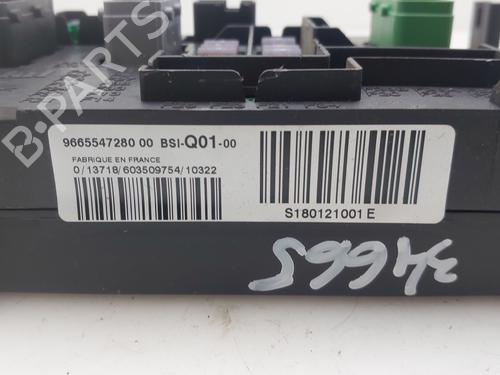 B-PARTS
9665547280 00 BSI-Q01-00
FABRIQUE EN FRANCE
0/13718/603509754/10322
S180121001 E
34665